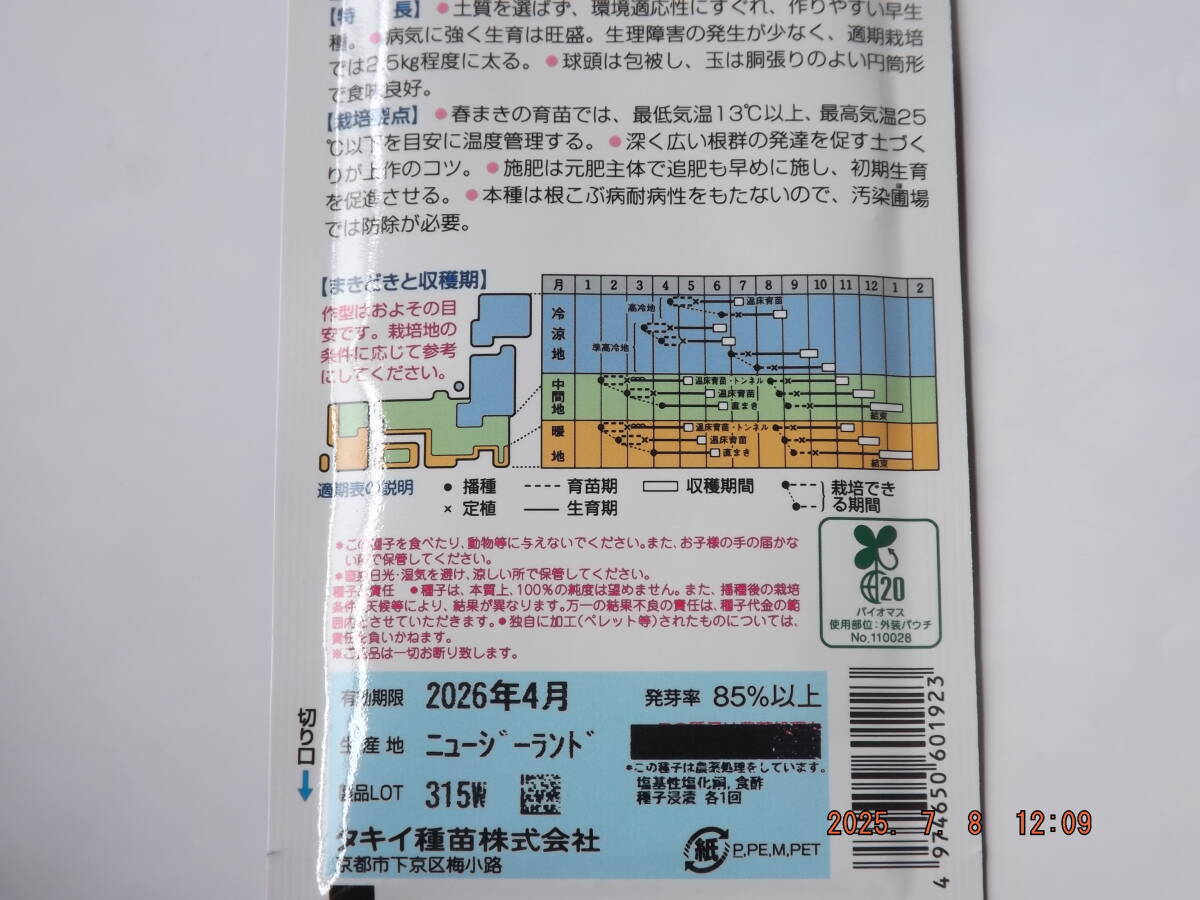 【特 長】 ●土質を選ばず、環境適応性にすぐれ、作りやすい早生
種。●病気に強く生育は旺盛。生理障害の発生が少なく、適期栽培
では2.5kg程度に太る。●球頭は包被し、玉は胴張りのよい円筒形
で食味良好。
【栽培要点】 ●春まきの育苗では、最低気温13℃以上、最高気温25
℃以下を目安に温度管理する。●深く広い根群の発達を促す土づく
りが上作のコツ。●施肥は元肥主体で追肥も早めに施し、初期生育
を促進させる。●本種は根こぶ病耐病性をもたないので、汚染圃場
では防除が必要。
【まきどきと収穫期】
作型はおよその目
安です。栽培地の
条件に応じて参考
にしてください。
月 1 2 3 4 5 6 7 8 9 10 11 12 1 2
冷涼地
高冷地
温床育苗
準高冷地
中間地
温床育苗・トンネル
温床育苗
直まき
結束
暖地
温床育苗・トンネル
温床育苗
直まき
結束
適期表の説明 ●播種 ---- 育苗期 収穫期間 栽培でき
×定植 — 生育期 る期間
*この種子を食べたり、動物等に与えないでください。また、お子様の手の届かな
い所で保管してください。
*直射日光・湿気を避け、涼しい所で保管してください。
種子の責任 ●種子は、本質上、100%の純度は望めません。また、播種後の栽培
条件、天候等により、結果が異なります。万一の結果不良の責任は、種子代金の範
囲内とさせていただきます。●独自に加工(ペレット等)されたものについては、
責任を負いかねます。
*ご返品は一切お断り致します。
20
バイオマス
使用部位:外装パウチ
No.110028
有効期限 2026年4月 発芽率 85%以上
生産地 ニュージーランド
*この種子は農薬処理をしています。
塩基性塩化銅,食酢
種子浸漬 各1回
製品LOT 315W
タキイ種苗株式会社
京都市下京区梅小路
紙 P,PE,M,PET
切り口
4 974650 601923
2025. 7. 8 12:09